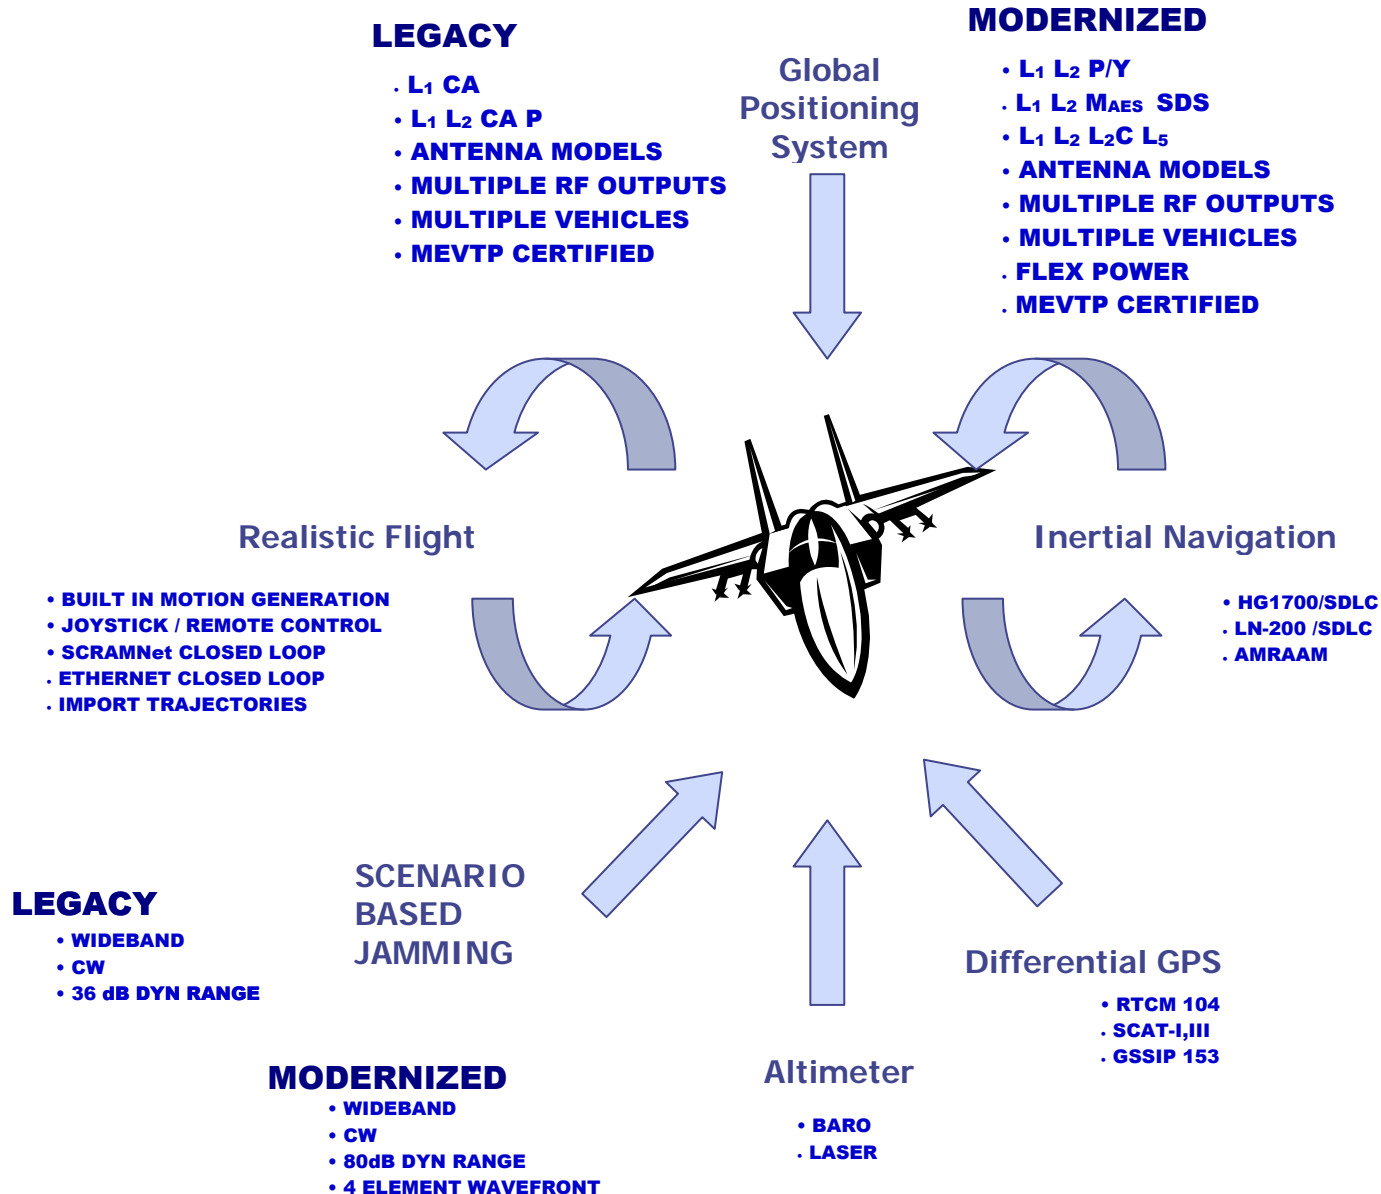 LEGACY
• L1 CA
• L1 L2 CA P
• ANTENNA MODELS
• MULTIPLE RF OUTPUTS
• MULTIPLE VEHICLES
• MEVTP CERTIFIED
Global
Positioning
System
MODERNIZED
• L1 L2 P/Y
• L1 L2 MAES SDS
• L1 L2 L2C L5
• ANTENNA MODELS
• MULTIPLE RF OUTPUTS
• MULTIPLE VEHICLES
• FLEX POWER
• MEVTP CERTIFIED
Realistic Flight
• BUILT IN MOTION GENERATION
• JOYSTICK / REMOTE CONTROL
• SCRAMNet CLOSED LOOP
• ETHERNET CLOSED LOOP
• IMPORT TRAJECTORIES
Inertial Navigation
• HG1700/SDLC
• LN-200 /SDLC
• AMRAAM
SCENARIO
BASED
JAMMING
LEGACY
• WIDEBAND
• CW
• 36 dB DYN RANGE
MODERNIZED
• WIDEBAND
• CW
• 80dB DYN RANGE
• 4 ELEMENT WAVEFRONT
Altimeter
• BARO
• LASER
Differential GPS
• RTCM 104
• SCAT-I,III
• GSSIP 153